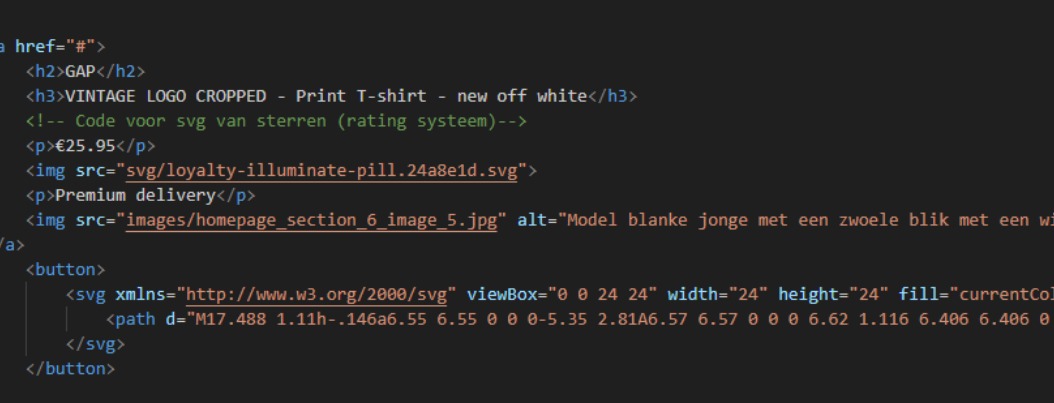 a href="#">
<h2>GAP</h2>
<h3>VINTAGE LOGO CROPPED - Print T-shirt - new off white</h3>
<!-- Code voor svg van sterren (rating systeem)-->
<p>€25.95</p>
<img src="svg/loyalty-illuminate-pill.24a8e1d.svg">
<p>Premium delivery</p>
<img src="images/homepage_section_6_image_5.jpg" alt="Model blanke jonge met een zwoele blik met een wi
/a>
<button>
<svg xmlns="http://www.w3.org/2000/svg" viewBox="0 0 24 24" width="24" height="24" fill="currentCol
<path d="M17.488 1.11h-.146a6.55 6.55 0 0 0-5.35 2.81A6.57 6.57 0 0 0 6.62 1.116 6.406 6.406 0
</svg>
</button>